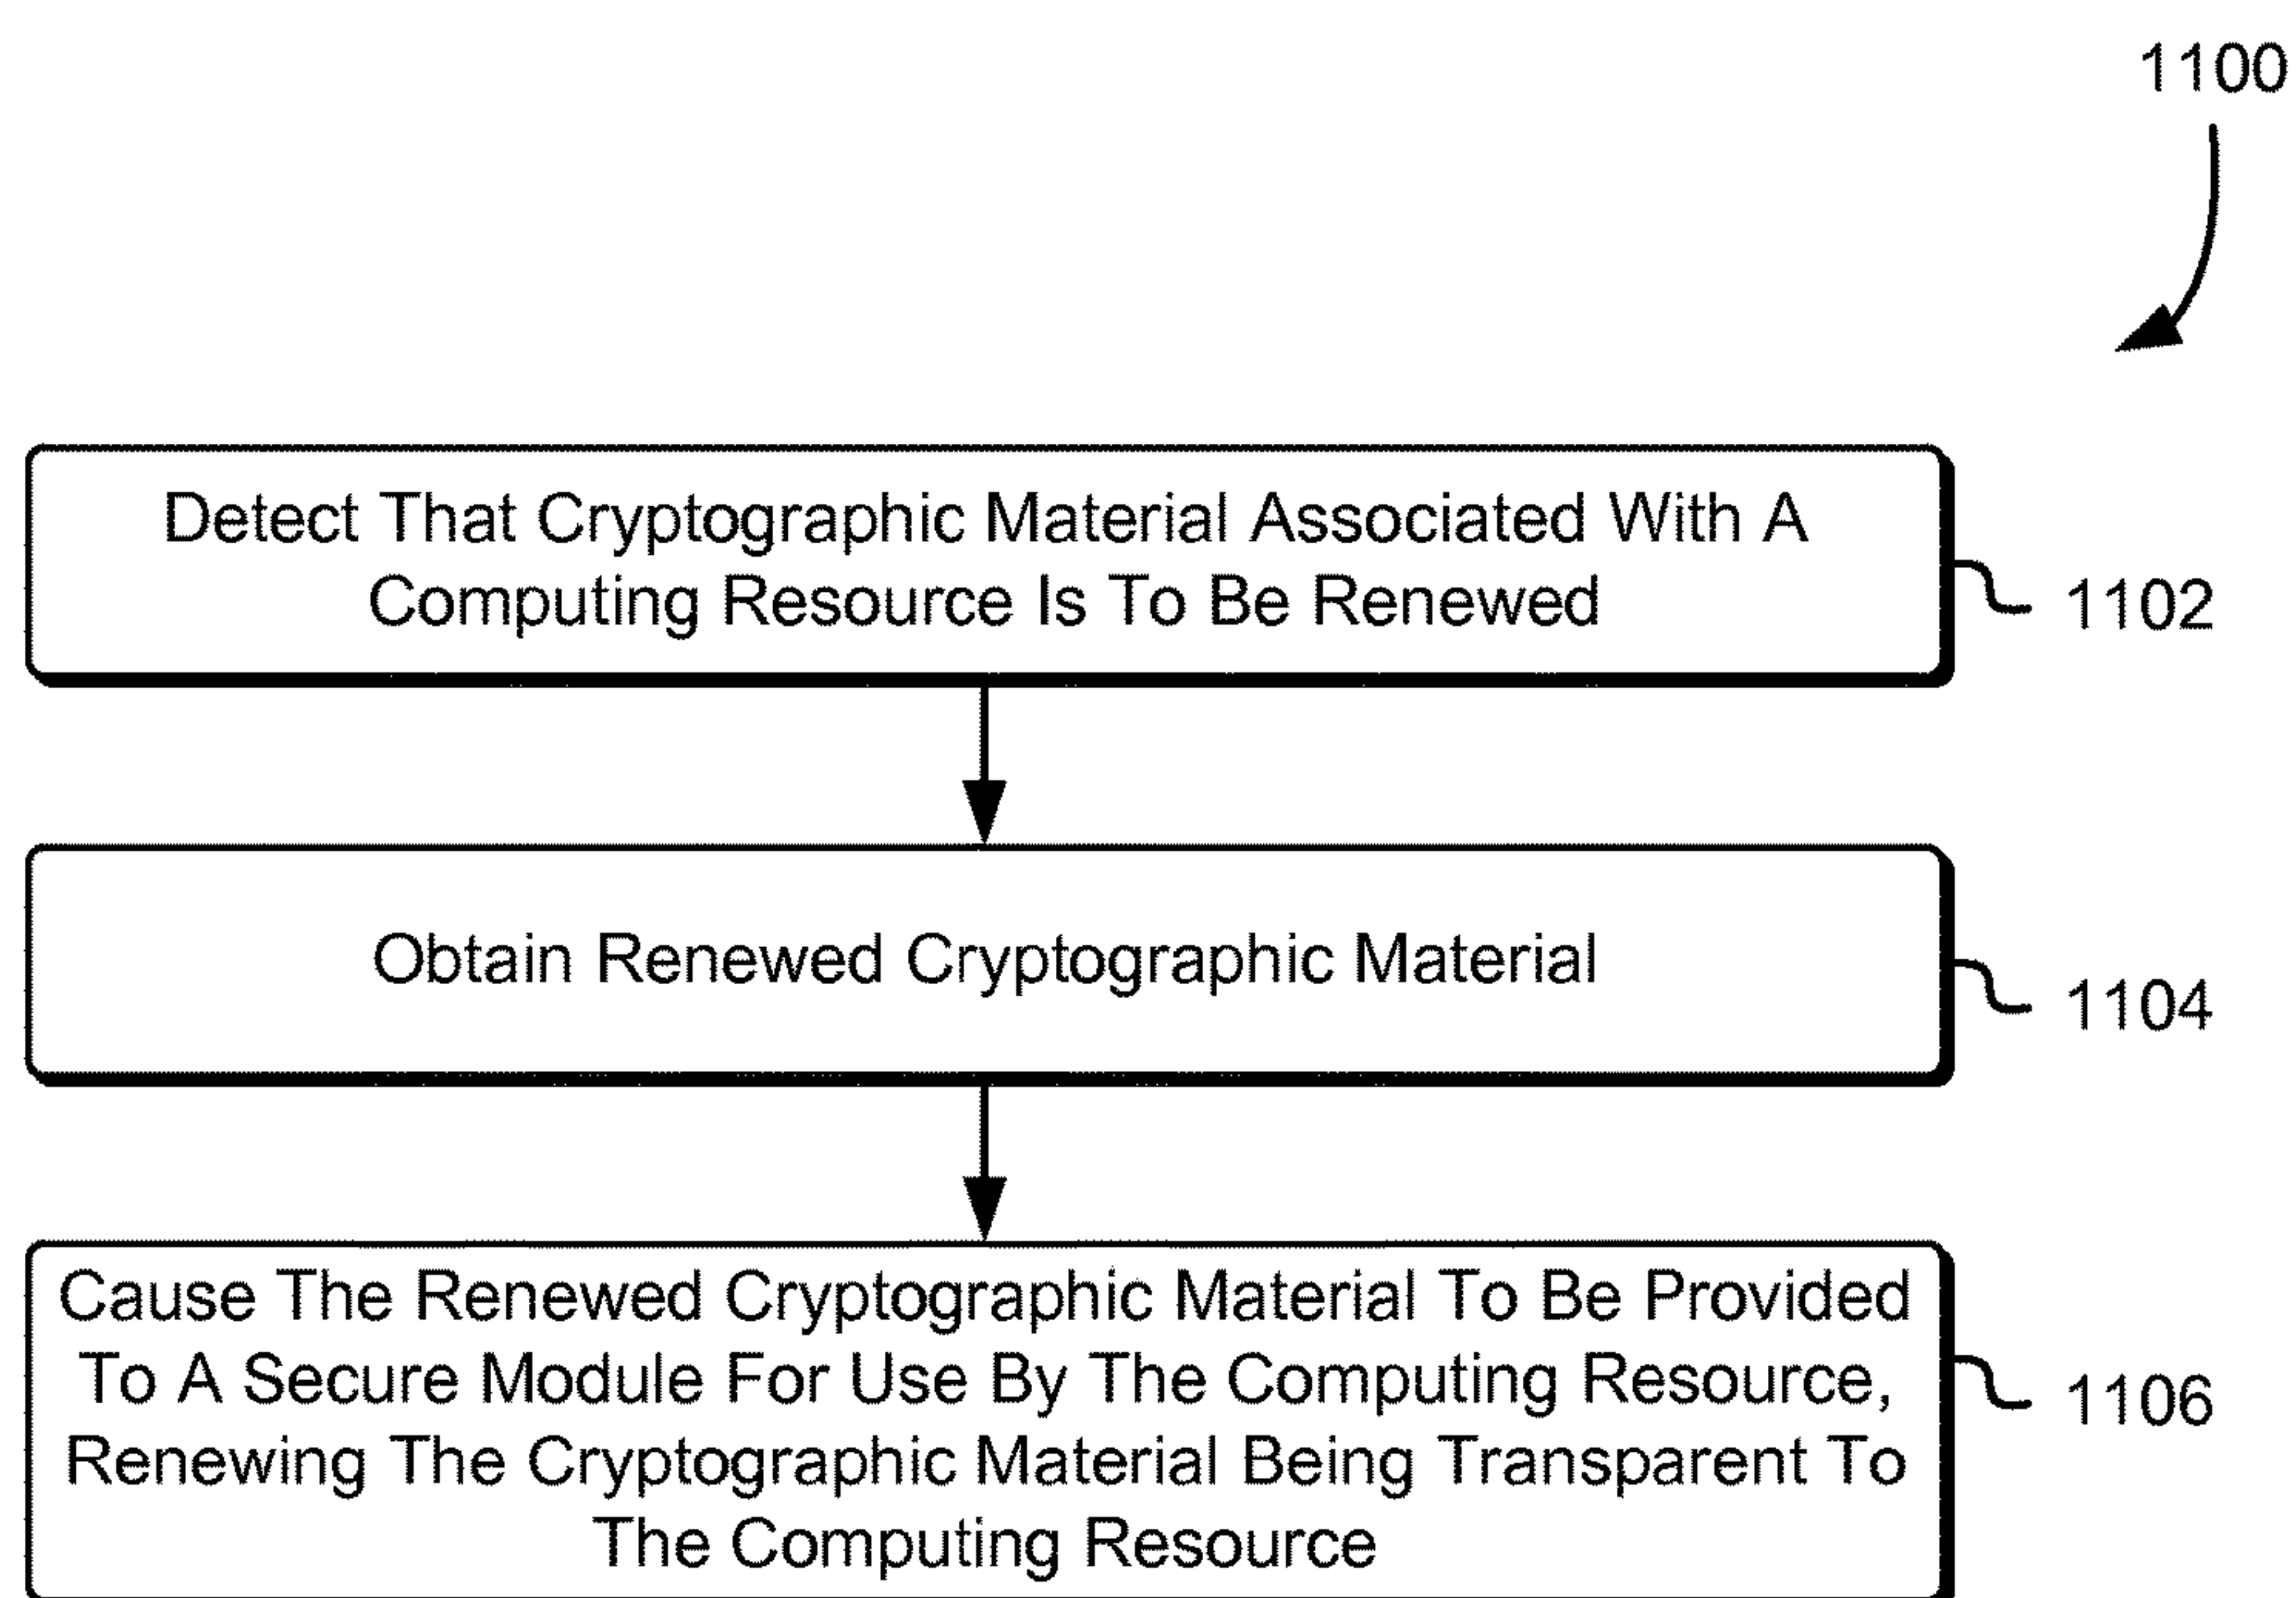 1100
Detect That Cryptographic Material Associated With A
Computing Resource Is To Be Renewed
1102
Obtain Renewed Cryptographic Material
1104
Cause The Renewed Cryptographic Material To Be Provided
To A Secure Module For Use By The Computing Resource,
Renewing The Cryptographic Material Being Transparent To
The Computing Resource
1106